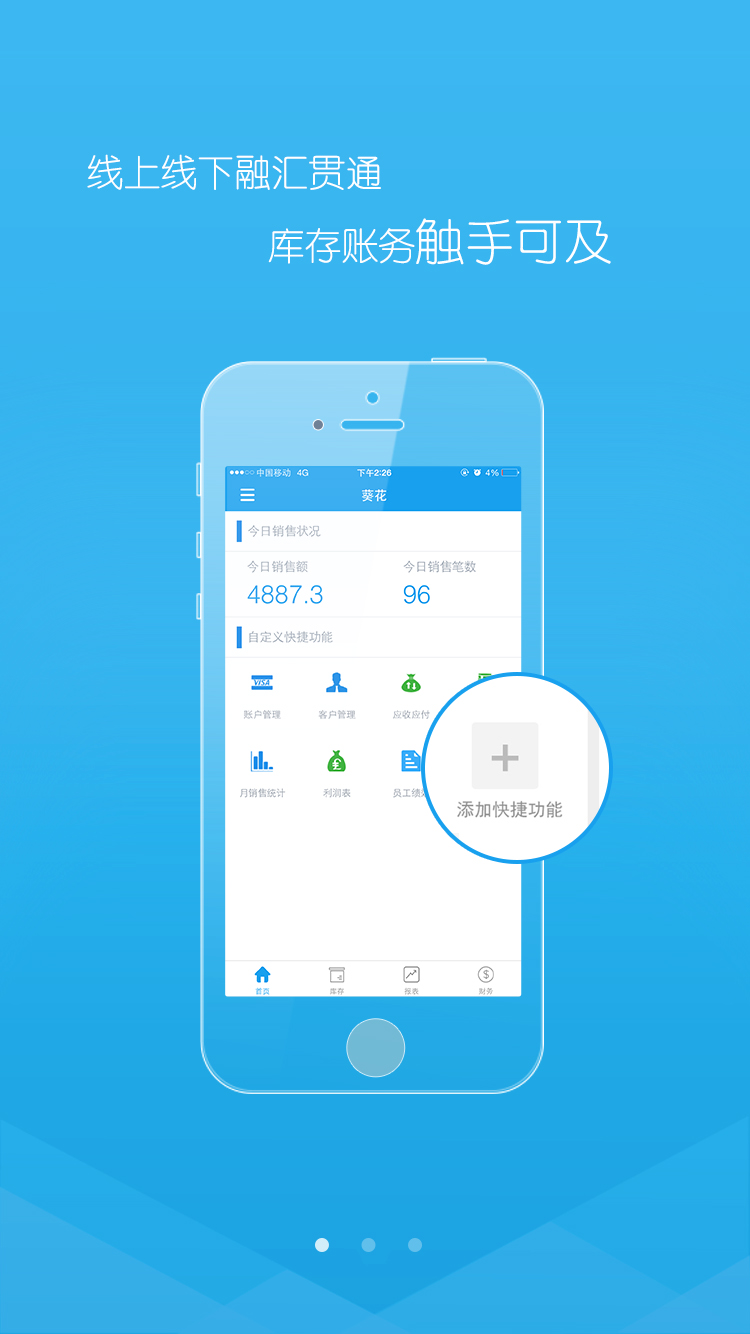 线上线下融汇贯通
库存账务触手可及
中国移动 4G 下午2:26 4%
葵花
今日销售状况
今日销售额 今日销售笔数
4887.3 96
自定义快捷功能
VISA
账户管理 客户管理 应收应付
月销售统计 利润表 员工绩
添加快捷功能
首页 库存 报表 财务